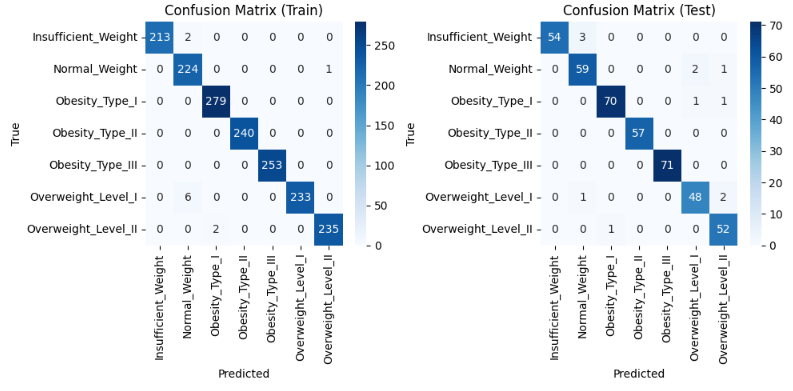 Confusion Matrix (Train)
True
Insufficient_Weight 213 2 0 0 0 0 0
Normal_Weight 0 224 0 0 0 0 1
Obesity_Type_I 0 0 279 0 0 0 0
Obesity_Type_II 0 0 0 240 0 0 0
Obesity_Type_III 0 0 0 0 253 0 0
Overweight_Level_I 0 6 0 0 0 233 0
Overweight_Level_II 0 0 2 0 0 0 235
Insufficient_Weight
Normal_Weight
Obesity_Type_I
Obesity_Type_II
Obesity_Type_III
Overweight_Level_I
Overweight_Level_II
Predicted
250
200
150
100
50
0
Confusion Matrix (Test)
True
Insufficient_Weight 54 3 0 0 0 0 0
Normal_Weight 0 59 0 0 0 2 1
Obesity_Type_I 0 0 70 0 0 1 1
Obesity_Type_II 0 0 0 57 0 0 0
Obesity_Type_III 0 0 0 0 71 0 0
Overweight_Level_I 0 1 0 0 0 48 2
Overweight_Level_II 0 0 1 0 0 0 52
Insufficient_Weight
Normal_Weight
Obesity_Type_I
Obesity_Type_II
Obesity_Type_III
Overweight_Level_I
Overweight_Level_II
Predicted
70
60
50
40
30
20
10
0